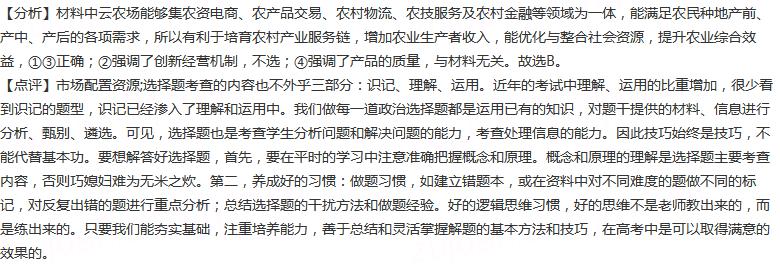 【分析】材料中云农场能够集农资电商、农产品交易、农村物流、农技服务及农村金融等领域为一体，能满足农民种地产前、
产中、产后的各项需求，所以有利于培育农村产业服务链，增加农业生产者收入，能优化与整合社会资源，提升农业综合效
益，①③正确；②强调了创新经营机制，不选；④强调了产品的质量，与材料无关。故选B。
【点评】市场配置资源;选择题考查的内容也不外乎三部分：识记、理解、运用。近年的考试中理解、运用的比重增加，很少看
到识记的题型，识记已经渗入了理解和运用中。我们做每一道政治选择题都是运用已有的知识，对题干提供的材料、信息进行
分析、甄别、遴选。可见，选择题也是考查学生分析问题和解决问题的能力，考查处理信息的能力。因此技巧始终是技巧，不
能代替基本功。要想解答好选择题，首先，要在平时的学习中注意准确把握概念和原理。概念和原理的理解是选择题主要考查
内容，否则巧媳妇难为无米之炊。第二，养成好的习惯：做题习惯，如建立错题本，或在资料中对不同难度的题做不同的标
记，对反复出错的题进行重点分析；总结选择题的干扰方法和做题经验。好的逻辑思维习惯，好的思维不是老师教出来的，而
是练出来的。只要我们能夯实基础，注重培养能力，善于总结和灵活掌握解题的基本方法和技巧，在高考中是可以取得满意的
效果的。